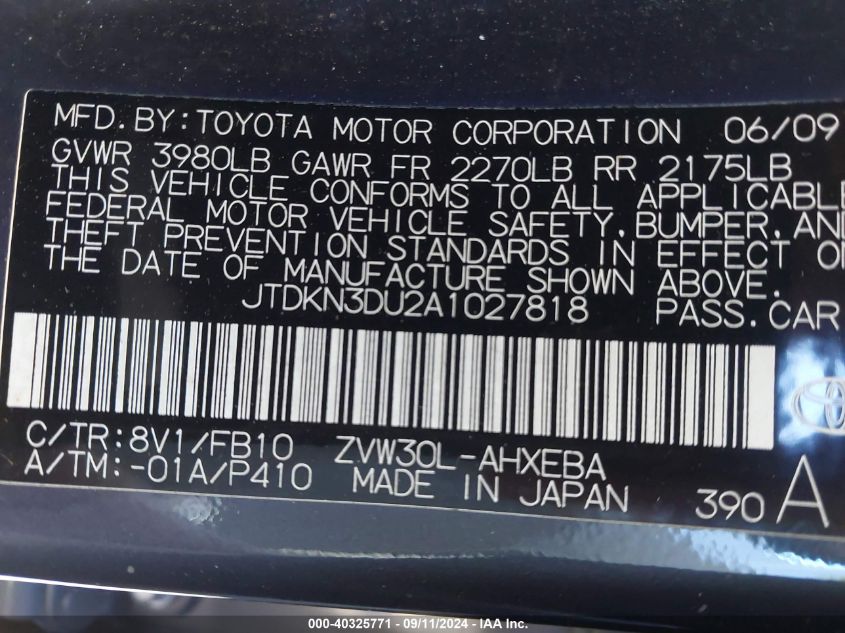 MFD.BY:TOYOTA MOTOR CORPORATION 06/09
GVWR 3980LB GAWR FR 2270LB RR 2175LB
THIS VEHICLE CONFORMS TO ALL APPLICABLE
FEDERAL MOTOR VEHICLE SAFETY,BUMPER,AND
THEFT PREVENTION STANDARDS IN EFFECT ON
THE DATE OF MANUFACTURE SHOWN ABOVE.
JTDKN3DU2A1027818 PASS.CAR
C/TR:8V1/FB10 ZVW30L-AHXEBA
A/TM:-01A/P410 MADE IN JAPAN 390 A
000-40325771 - 09/11/2024 - IAA, Inc.